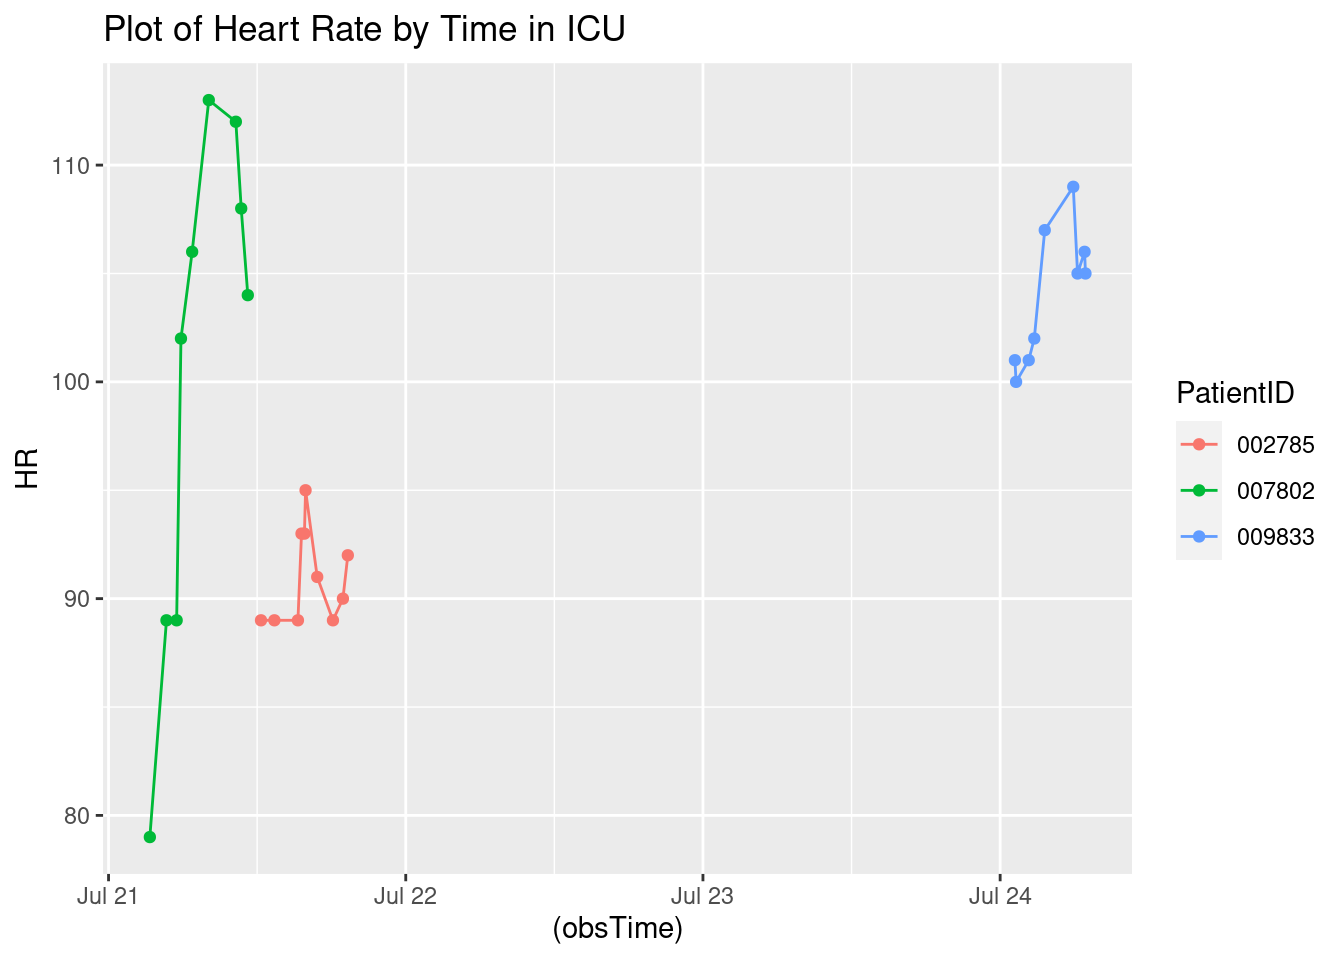 Plot of Heart Rate by Time in ICU
110
100
90
80
HR
Jul 21
Jul 22
Jul 23
Jul 24
(obsTime)
PatientID
002785
007802
009833